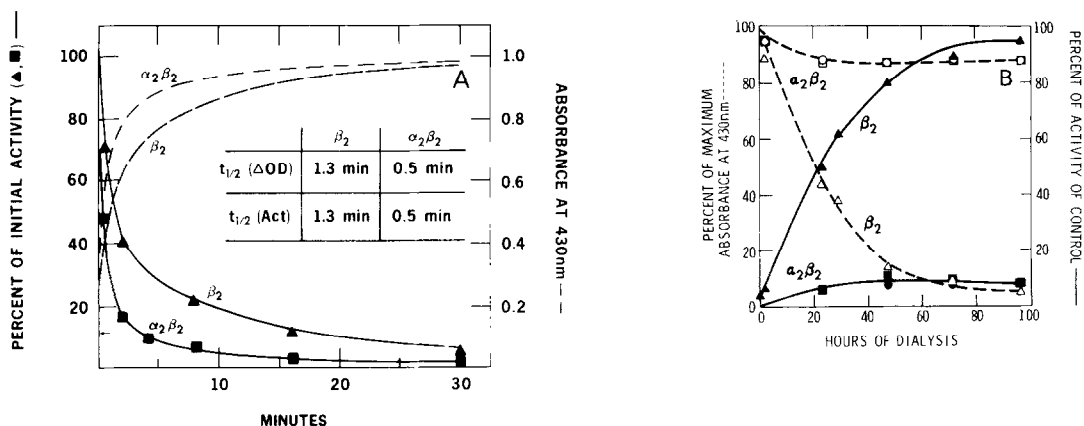 PERCENT OF INITIAL ACTIVITY (▲,■) ——
100
80
60
40
20
A
α₂β₂
β₂
β₂ α₂β₂
t₁/₂ (△OD) 1.3 min 0.5 min
t₁/₂ (Act) 1.3 min 0.5 min
β₂
α₂β₂
1.0
0.8
0.6
0.4
0.2
ABSORBANCE AT 430nm — —
10 20 30
MINUTES
PERCENT OF MAXIMUM
ABSORBANCE AT 430nm -----
100
80
60
40
20
0
B
α₂β₂
β₂
β₂
α₂β₂
100
80
60
40
20
PERCENT OF ACTIVITY OF CONTROL ——
0 20 40 60 80 100
HOURS OF DIALYSIS